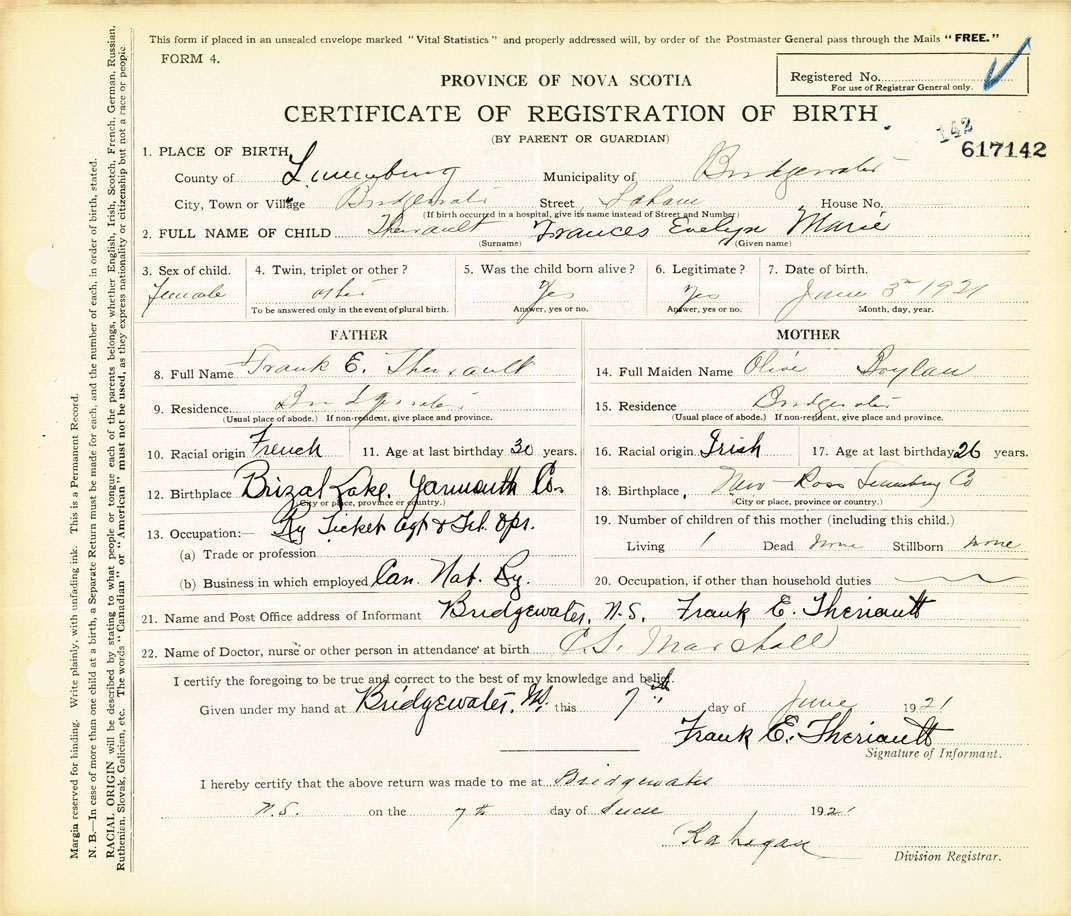 This form if placed in an unsealed envelope marked "Vital Statistics" and properly addressed will, by order of the Postmaster General pass through the Mails "FREE."
FORM 4.
Registered No.
For use of Registrar General only.
PROVINCE OF NOVA SCOTIA
CERTIFICATE OF REGISTRATION OF BIRTH
(BY PARENT OR GUARDIAN)
142
617142
1. PLACE OF BIRTH
County of Lunenburg Municipality of Bridgewater
City, Town or Village Bridgewater Street House No.
(If birth occurred in a hospital, give its name instead of Street and Number)
2. FULL NAME OF CHILD Theriault Frances Evelyn Marie
(Surname) (Given name)
3. Sex of child. 4. Twin, triplet or other? 5. Was the child born alive? 6. Legitimate? 7. Date of birth.
Female other Yes Yes June 3rd 1921
To be answered only in the event of plural birth. Answer, yes or no. Answer, yes or no. Month, day, year.
FATHER
8. Full Name Frank E. Theriault
9. Residence Bridgewater
(Usual place of abode.) If non-resident, give place and province.
10. Racial origin French 11. Age at last birthday 30 years.
12. Birthplace Brizal Lake, Yarmouth Co.
(City or place, province or country.)
13. Occupation:— Ry Ticket Agt & Tel. Opr.
(a) Trade or profession
(b) Business in which employed Can. Nat. Ry.
MOTHER
14. Full Maiden Name Olive Boylan
15. Residence Bridgewater
(Usual place of abode.) If non-resident, give place and province.
16. Racial origin Irish 17. Age at last birthday 26 years.
18. Birthplace, New Ross Lunenburg Co
(City or place, province or country.)
19. Number of children of this mother (including this child.)
Living 1 Dead None Stillborn None
20. Occupation, if other than household duties
21. Name and Post Office address of Informant Bridgewater, N.S. Frank E. Theriault
22. Name of Doctor, nurse or other person in attendance at birth C.S. Marshall
I certify the foregoing to be true and correct to the best of my knowledge and belief.
Given under my hand at Bridgewater, N.S. this 7th day of June 1921
Frank E. Theriault
Signature of Informant.
I hereby certify that the above return was made to me at Bridgewater
N.S. on the 7th day of June 1921
Division Registrar.
Margin reserved for binding. Write plainly, with unfading ink. This is a Permanent Record.
N. B.—In case of more than one child at a birth, a Separate Return must be made for each, and the number of each, in order of birth, stated.
RACIAL ORIGIN will be described by stating to what people or tongue each of the parents belongs, whether English, Irish, Scotch, French, German, Russian,
Ruthenian, Slovak, Galician, etc. The words "Canadian" or "American" must not be used, as they express nationality or citizenship but not a race or people